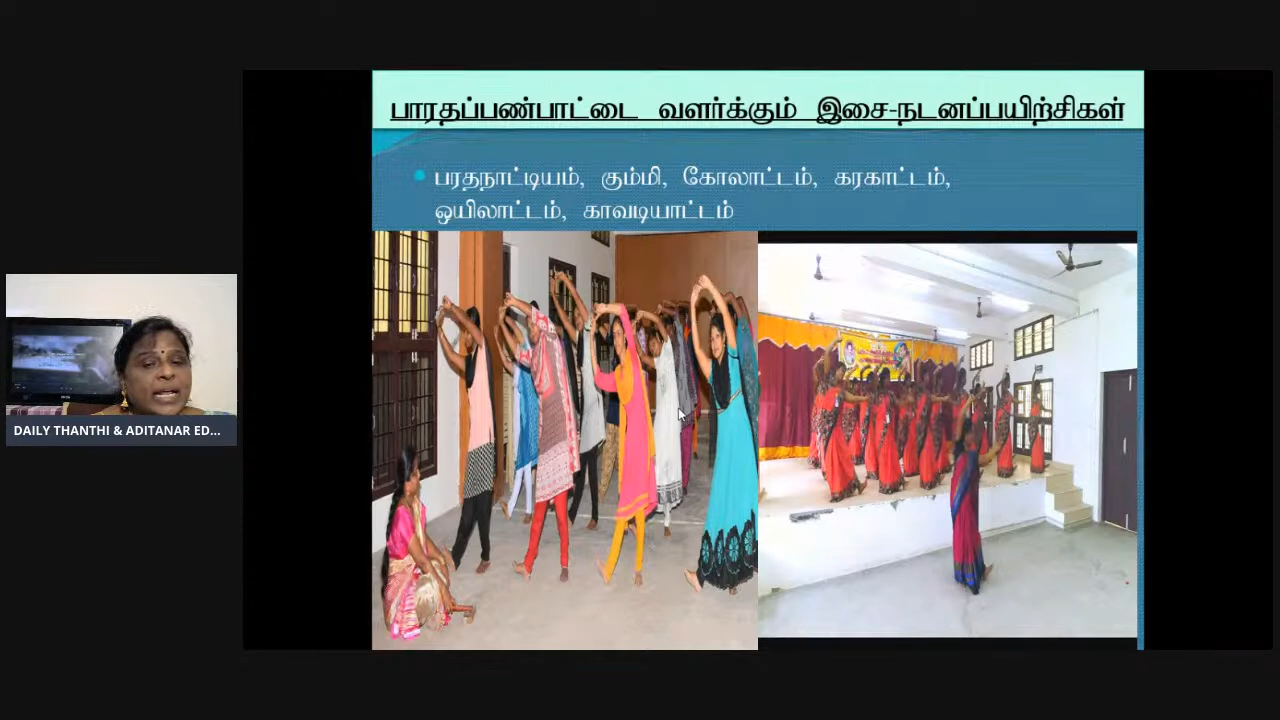 பாரதப்பண்பாட்டை வளர்க்கும் இசை-நடனப்பயிற்சிகள்
பரதநாட்டியம், கும்மி, கோலாட்டம், கரகாட்டம்,
ஒயிலாட்டம், காவடியாட்டம்
DAILY THANTHI & ADITANAR ED...